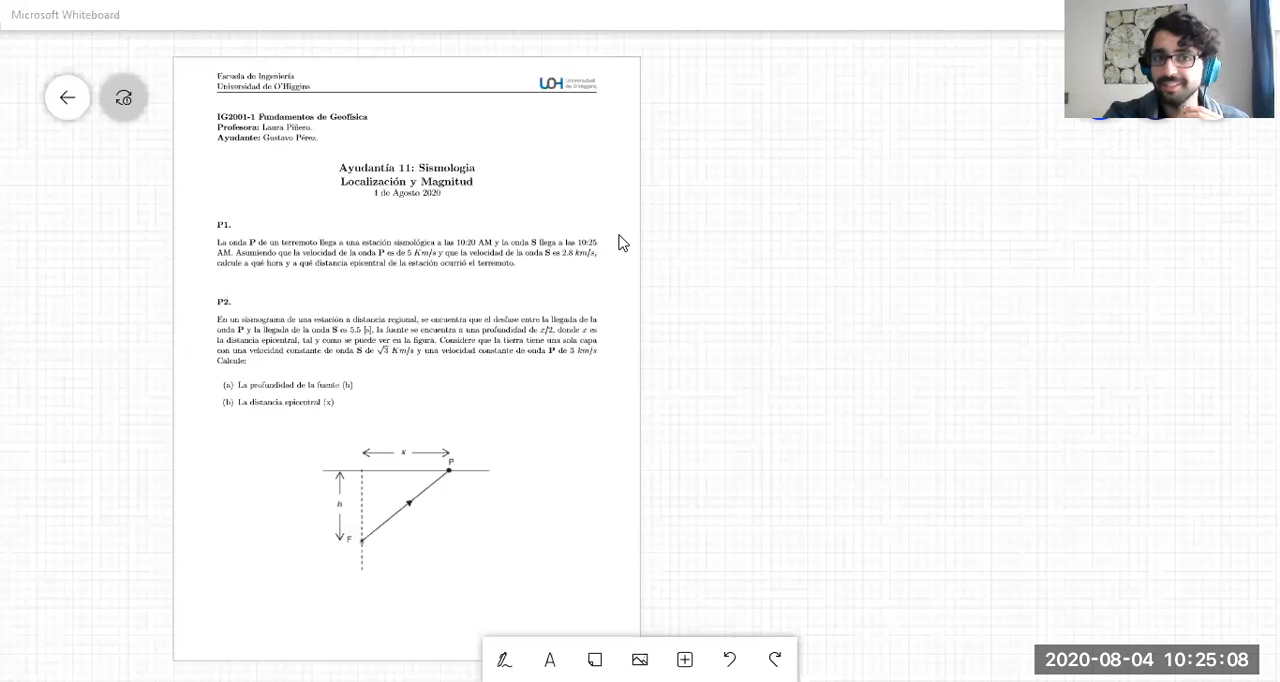 Microsoft Whiteboard
Escuela de Ingeniería
Universidad de O'Higgins
UOH Universidad de O'Higgins
IG2001-1 Fundamentos de Geofísica
Profesora: Laura Piñero.
Ayudante: Gustavo Pérez.
Ayudantía 11: Sismologia
Localización y Magnitud
4 de Agosto 2020
P1.
La onda P de un terremoto llega a una estación sismológica a las 10:20 AM y la onda S llega a las 10:25
AM. Asumiendo que la velocidad de la onda P es de 5 Km/s y que la velocidad de la onda S es 2.8 km/s,
calcule a qué hora y a qué distancia epicentral de la estación ocurrió el terremoto.
P2.
En un sismograma de una estación a distancia regional, se encuentra que el desfase entre la llegada de la
onda P y la llegada de la onda S es 5.5 [s], la fuente se encuentra a una profundidad de x/2, donde x es
la distancia epicentral, tal y como se puede ver en la figura. Considere que la tierra tiene una sola capa
con una velocidad constante de onda S de √3 Km/s y una velocidad constante de onda P de 3 km/s
Calcule:
(a) La profundidad de la fuente (h)
(b) La distancia epicentral (x)
x
P
h
F
2020-08-04 10:25:08